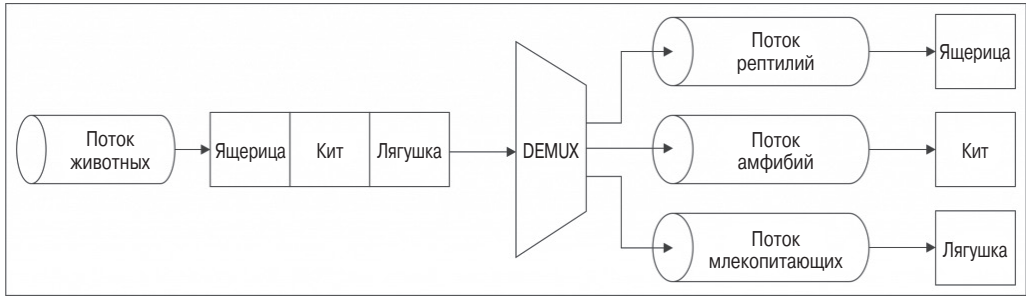 Поток
животных
Ящерица
Кит
Лягушка
DEMUX
Поток
рептилий
Ящерица
Поток
амфибий
Кит
Поток
млекопитающих
Лягушка